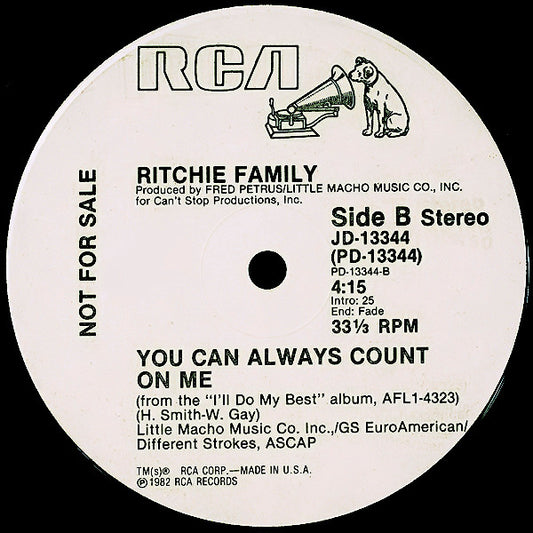 RCA
RITCHIE FAMILY
Produced by FRED PETRUS/LITTLE MACHO MUSIC CO., INC.
for Can't Stop Productions, Inc.
NOT FOR SALE
Side B Stereo
JD-13344
(PD-13344)
PD-13344-B
4:15
Intro: 25
End: Fade
33⅓ RPM
YOU CAN ALWAYS COUNT
ON ME
(from the "I'll Do My Best" album, AFL1-4323)
(H. Smith-W. Gay)
Little Macho Music Co. Inc.,/GS EuroAmerican/
Different Strokes, ASCAP
TM(s)® RCA CORP.—MADE IN U.S.A.
℗1982 RCA RECORDS